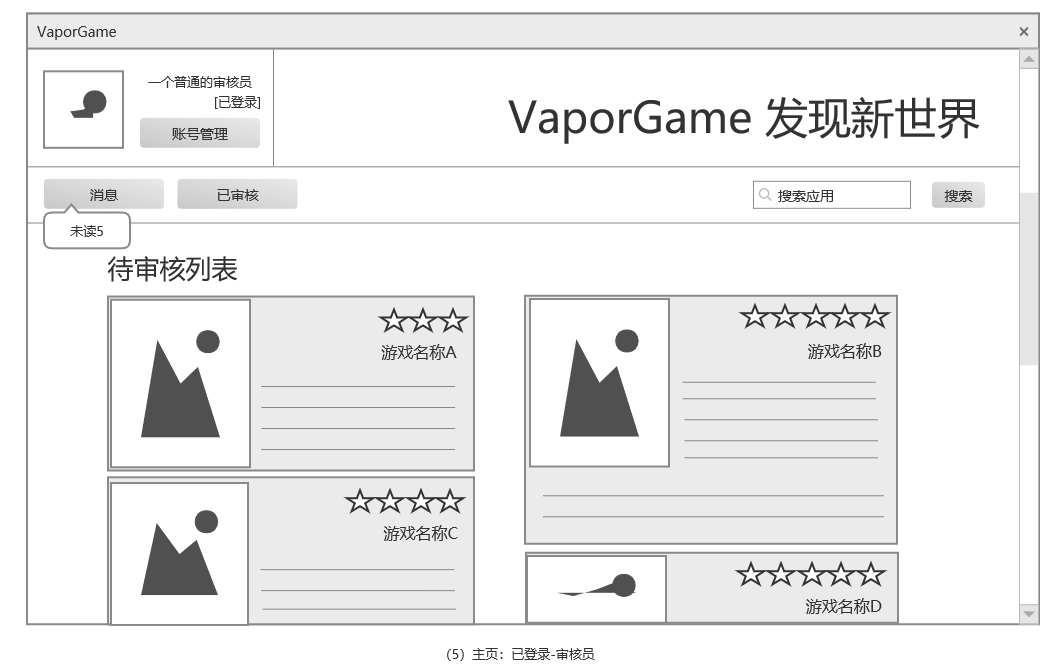 VaporGame
一个普通的审核员
[已登录]
账号管理
VaporGame 发现新世界
消息
已审核
搜索应用
搜索
未读5
待审核列表
游戏名称A
游戏名称B
游戏名称C
游戏名称D
（5）主页：已登录-审核员